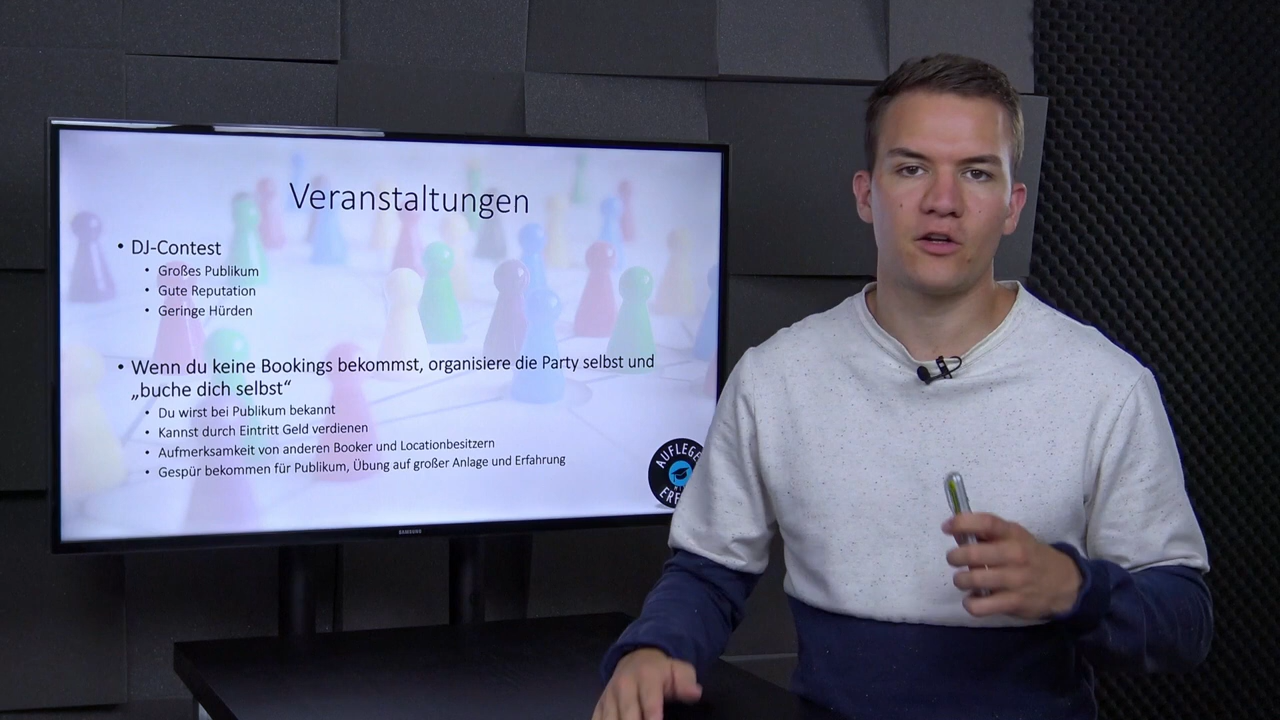 Veranstaltungen
• DJ-Contest
• Großes Publikum
• Gute Reputation
• Geringe Hürden
• Wenn du keine Bookings bekommst, organisiere die Party selbst und
„buche dich selbst“
• Du wirst bei Publikum bekannt
• Kannst durch Eintritt Geld verdienen
• Aufmerksamkeit von anderen Booker und Locationbesitzern
• Gespür bekommen für Publikum, Übung auf großer Anlage und Erfahrung
SAMSUNG